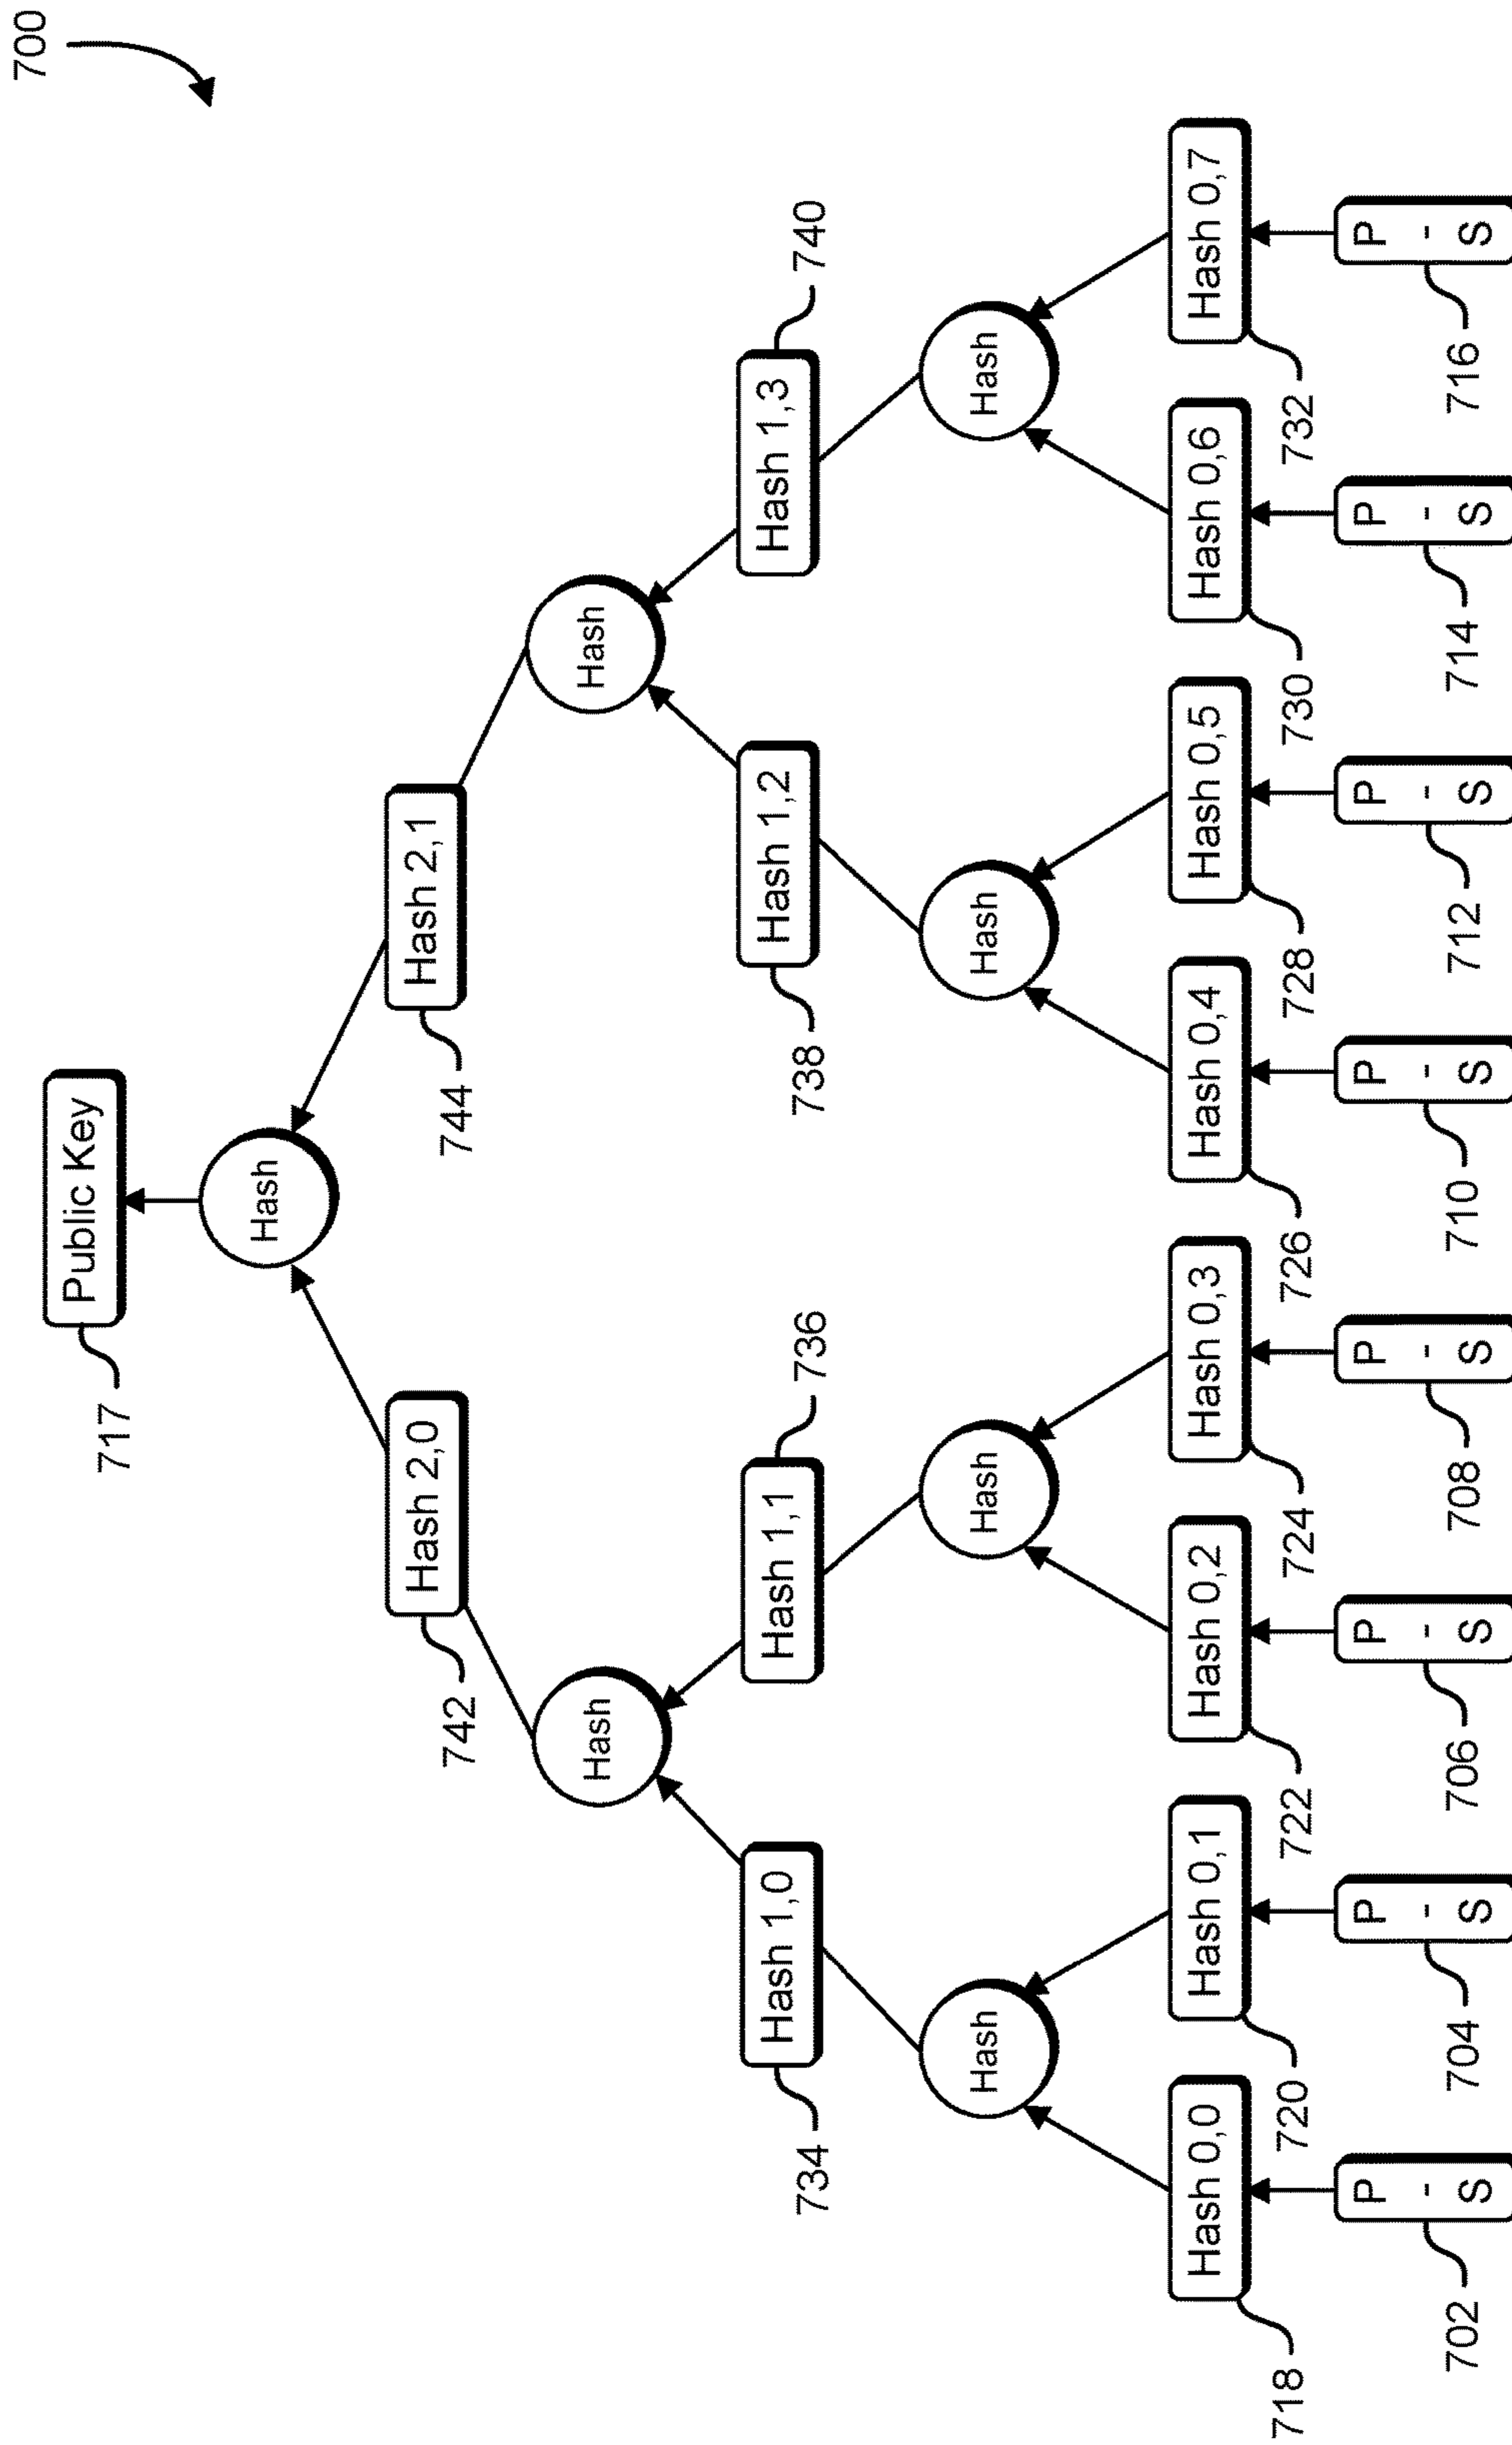 700
Public Key
717
Hash
Hash 2,0
Hash 2,1
742
744
Hash
Hash
Hash 1,0
Hash 1,1
Hash 1,2
Hash 1,3
734
736
738
740
Hash
Hash
Hash
Hash
Hash 0,0
Hash 0,1
Hash 0,2
Hash 0,3
Hash 0,4
Hash 0,5
Hash 0,6
Hash 0,7
718
720
722
724
726
728
730
732
P
-
S
P
-
S
P
-
S
P
-
S
P
-
S
P
-
S
P
-
S
P
-
S
702
704
706
708
710
712
714
716